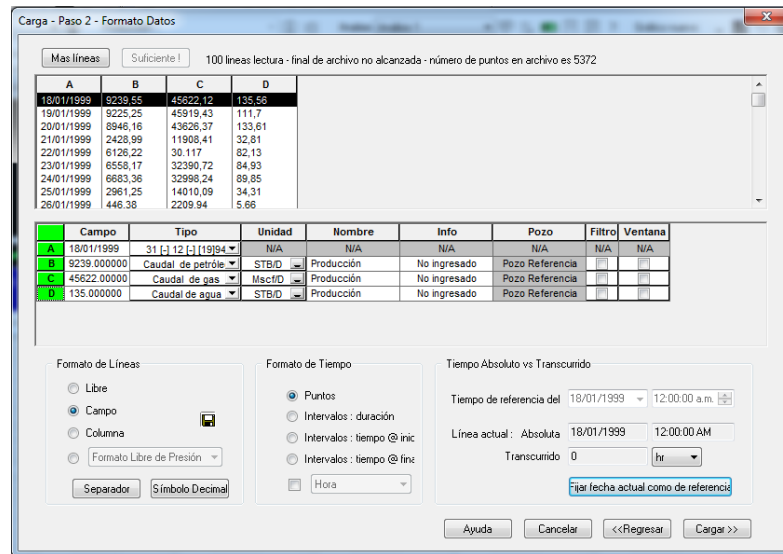 Carga - Paso 2 - Formato Datos
Mas líneas Suficiente ! 100 lineas lectura - final de archivo no alcanzada - número de puntos en archivo es 5372
A B C D
18/01/1999 9239,55 45622,12 135,56
19/01/1999 9225,25 45919,43 111,7
20/01/1999 8946,16 43626,37 133,61
21/01/1999 2428,99 11908,41 32,81
22/01/1999 6126,22 30.117 82,13
23/01/1999 6558,17 32390,72 84,93
24/01/1999 6683,36 32998,24 89,85
25/01/1999 2961,25 14010,09 34,31
26/01/1999 446,38 2209,94 5,66
Campo Tipo Unidad Nombre Info Pozo Filtro Ventana
A 18/01/1999 31 [-] 12 [-] [19]94 N/A N/A N/A N/A N/A N/A
B 9239.000000 Caudal de petróle STB/D Producción No ingresado Pozo Referencia
C 45622.00000 Caudal de gas Mscf/D Producción No ingresado Pozo Referencia
D 135.000000 Caudal de agua STB/D Producción No ingresado Pozo Referencia
Formato de Líneas
Libre
Campo
Columna
Formato Libre de Presión
Separador Símbolo Decimal
Formato de Tiempo
Puntos
Intervalos : duración
Intervalos : tiempo @ inic
Intervalos : tiempo @ fina
Hora
Tiempo Absoluto vs Transcurrido
Tiempo de referencia del 18/01/1999 12:00:00 a.m.
Línea actual : Absoluta 18/01/1999 12:00:00 AM
Transcurrido 0 hr
Fijar fecha actual como de referencia
Ayuda Cancelar <<Regresar Cargar >>